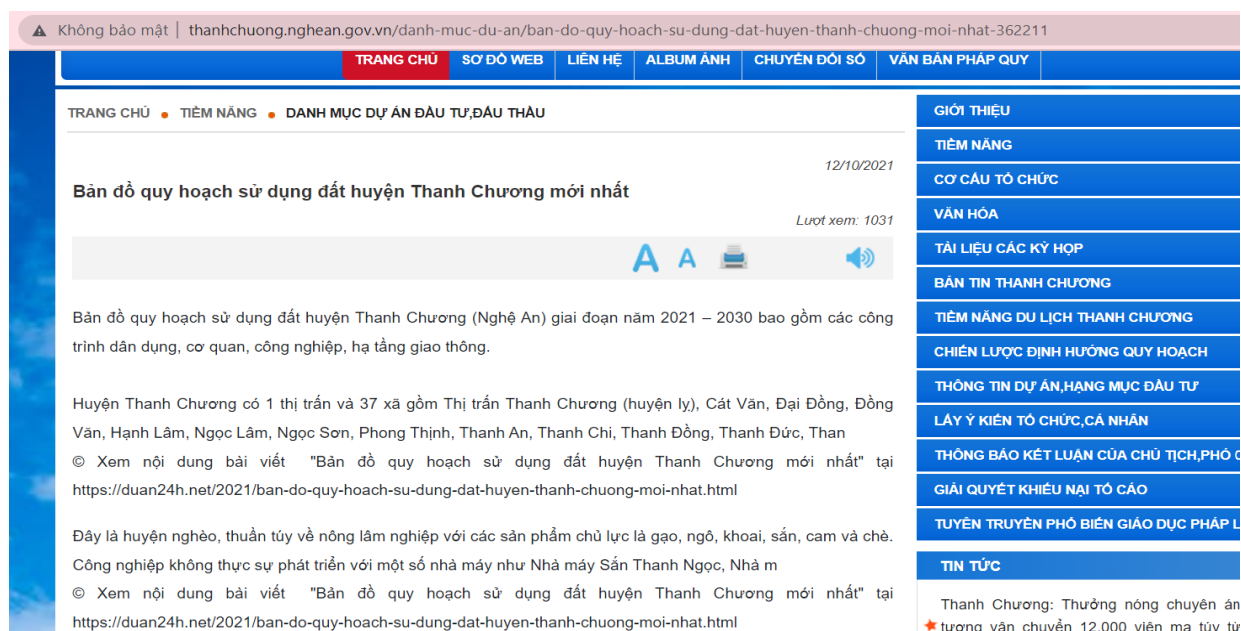 Không bảo mật | thanhchuong.nghean.gov.vn/danh-muc-du-an/ban-do-quy-hoach-su-dung-dat-huyen-thanh-chuong-moi-nhat-362211
TRANG CHỦ SƠ ĐỒ WEB LIÊN HỆ ALBUM ẢNH CHUYỂN ĐỔI SỐ VĂN BẢN PHÁP QUY
TRANG CHỦ TIỀM NĂNG DANH MỤC DỰ ÁN ĐẦU TƯ,ĐẤU THẦU
12/10/2021
Bản đồ quy hoạch sử dụng đất huyện Thanh Chương mới nhất
Lượt xem: 1031
A A
Bản đồ quy hoạch sử dụng đất huyện Thanh Chương (Nghệ An) giai đoạn năm 2021 – 2030 bao gồm các công
trình dân dụng, cơ quan, công nghiệp, hạ tầng giao thông.
Huyện Thanh Chương có 1 thị trấn và 37 xã gồm Thị trấn Thanh Chương (huyện lỵ), Cát Văn, Đại Đồng, Đồng
Văn, Hạnh Lâm, Ngọc Lâm, Ngọc Sơn, Phong Thịnh, Thanh An, Thanh Chi, Thanh Đồng, Thanh Đức, Than
© Xem nội dung bài viết "Bản đồ quy hoạch sử dụng đất huyện Thanh Chương mới nhất" tại
https://duan24h.net/2021/ban-do-quy-hoach-su-dung-dat-huyen-thanh-chuong-moi-nhat.html
Đây là huyện nghèo, thuần túy về nông lâm nghiệp với các sản phẩm chủ lực là gạo, ngô, khoai, sắn, cam và chè.
Công nghiệp không thực sự phát triển với một số nhà máy như Nhà máy Sắn Thanh Ngọc, Nhà m
© Xem nội dung bài viết "Bản đồ quy hoạch sử dụng đất huyện Thanh Chương mới nhất" tại
https://duan24h.net/2021/ban-do-quy-hoach-su-dung-dat-huyen-thanh-chuong-moi-nhat.html
GIỚI THIỆU
TIỀM NĂNG
CƠ CẤU TỔ CHỨC
VĂN HÓA
TÀI LIỆU CÁC KỲ HỌP
BẢN TIN THANH CHƯƠNG
TIỀM NĂNG DU LỊCH THANH CHƯƠNG
CHIẾN LƯỢC ĐỊNH HƯỚNG QUY HOẠCH
THÔNG TIN DỰ ÁN,HẠNG MỤC ĐẦU TƯ
LẤY Ý KIẾN TỔ CHỨC,CÁ NHÂN
THÔNG BÁO KẾT LUẬN CỦA CHỦ TỊCH,PHÓ
GIẢI QUYẾT KHIẾU NẠI TỐ CÁO
TUYÊN TRUYỀN PHỔ BIẾN GIÁO DỤC PHÁP L
TIN TỨC
Thanh Chương: Thưởng nóng chuyên án
tượng vận chuyển 12.000 viên ma túy từ